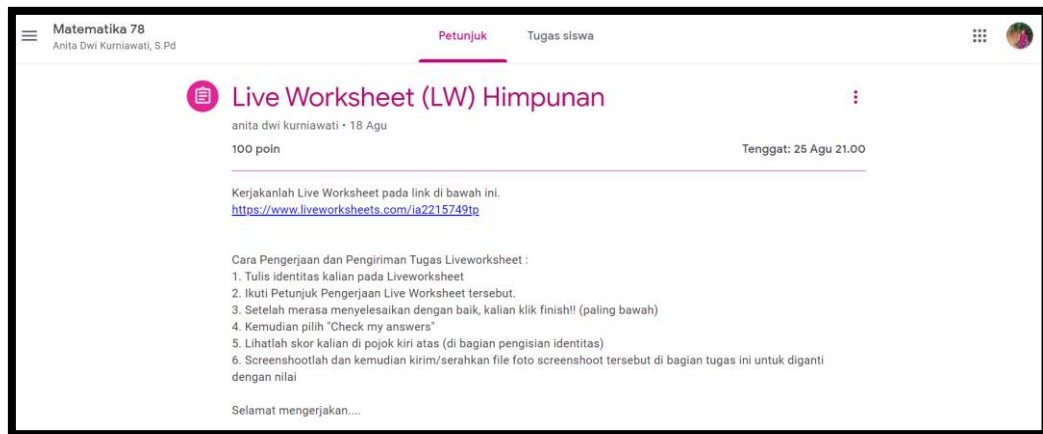 Matematika 78
Anita Dwi Kurniawati, S.Pd
Petunjuk
Tugas siswa
Live Worksheet (LW) Himpunan
anita dwi kurniawati • 18 Agu
100 poin
Tenggat: 25 Agu 21.00
Kerjakanlah Live Worksheet pada link di bawah ini.
https://www.liveworksheets.com/ia2215749tp
Cara Pengerjaan dan Pengiriman Tugas Liveworksheet :
1. Tulis identitas kalian pada Liveworksheet
2. Ikuti Petunjuk Pengerjaan Live Worksheet tersebut.
3. Setelah merasa menyelesaikan dengan baik, kalian klik finish!! (paling bawah)
4. Kemudian pilih "Check my answers"
5. Lihatlah skor kalian di pojok kiri atas (di bagian pengisian identitas)
6. Screenshootlah dan kemudian kirim/serahkan file foto screenshoot tersebut di bagian tugas ini untuk diganti
dengan nilai
Selamat mengerjakan....